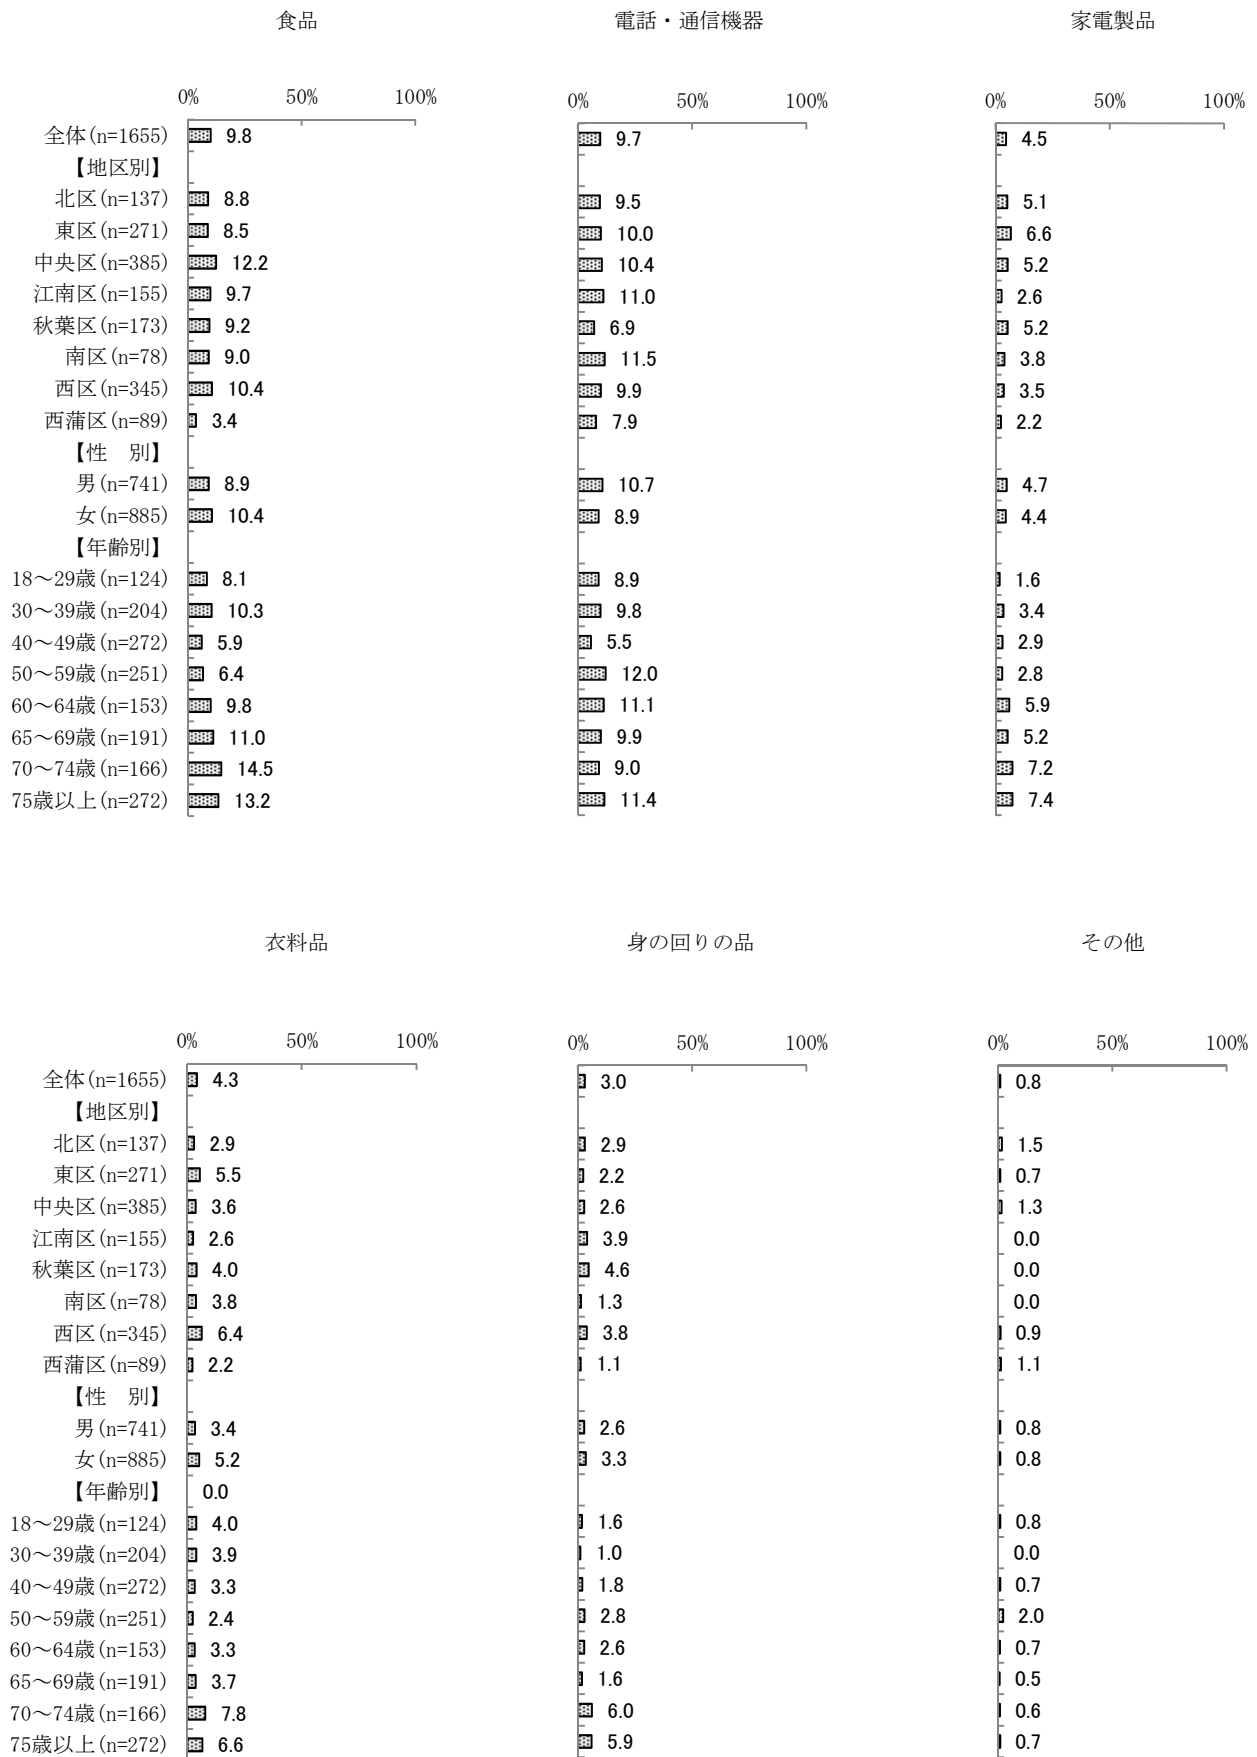 食品 電話・通信機器 家電製品
0% 50% 100% 0% 50% 100% 0% 50% 100%
全体(n=1655) 9.8 9.7 4.5
【地区別】
北区(n=137) 8.8 9.5 5.1
東区(n=271) 8.5 10.0 6.6
中央区(n=385) 12.2 10.4 5.2
江南区(n=155) 9.7 11.0 2.6
秋葉区(n=173) 9.2 6.9 5.2
南区(n=78) 9.0 11.5 3.8
西区(n=345) 10.4 9.9 3.5
西蒲区(n=89) 3.4 7.9 2.2
【性　別】
男(n=741) 8.9 10.7 4.7
女(n=885) 10.4 8.9 4.4
【年齢別】
18～29歳(n=124) 8.1 8.9 1.6
30～39歳(n=204) 10.3 9.8 3.4
40～49歳(n=272) 5.9 5.5 2.9
50～59歳(n=251) 6.4 12.0 2.8
60～64歳(n=153) 9.8 11.1 5.9
65～69歳(n=191) 11.0 9.9 5.2
70～74歳(n=166) 14.5 9.0 7.2
75歳以上(n=272) 13.2 11.4 7.4
衣料品 身の回りの品 その他
0% 50% 100% 0% 50% 100% 0% 50% 100%
全体(n=1655) 4.3 3.0 0.8
【地区別】
北区(n=137) 2.9 2.9 1.5
東区(n=271) 5.5 2.2 0.7
中央区(n=385) 3.6 2.6 1.3
江南区(n=155) 2.6 3.9 0.0
秋葉区(n=173) 4.0 4.6 0.0
南区(n=78) 3.8 1.3 0.0
西区(n=345) 6.4 3.8 0.9
西蒲区(n=89) 2.2 1.1 1.1
【性　別】
男(n=741) 3.4 2.6 0.8
女(n=885) 5.2 3.3 0.8
【年齢別】 0.0
18～29歳(n=124) 4.0 1.6 0.8
30～39歳(n=204) 3.9 1.0 0.0
40～49歳(n=272) 3.3 1.8 0.7
50～59歳(n=251) 2.4 2.8 2.0
60～64歳(n=153) 3.3 2.6 0.7
65～69歳(n=191) 3.7 1.6 0.5
70～74歳(n=166) 7.8 6.0 0.6
75歳以上(n=272) 6.6 5.9 0.7